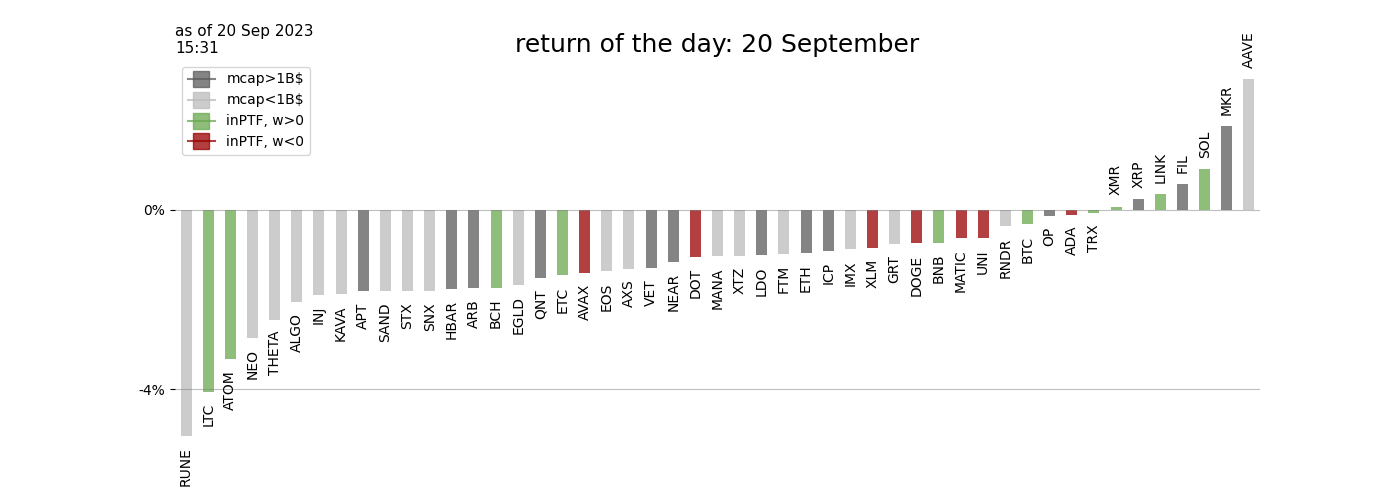 as of 20 Sep 2023
15:31
return of the day: 20 September
mcap>1B$
mcap<1B$
inPTF, w>0
inPTF, w<0
0%
-4%
RUNE
LTC
ATOM
NEO
THETA
ALGO
INJ
KAVA
APT
SAND
STX
SNX
HBAR
ARB
BCH
EGLD
QNT
ETC
AVAX
EOS
AXS
VET
NEAR
DOT
MANA
XTZ
LDO
FTM
ETH
ICP
IMX
XLM
GRT
DOGE
BNB
MATIC
UNI
RNDR
BTC
OP
ADA
TRX
XMR
XRP
LINK
FIL
SOL
MKR
AAVE